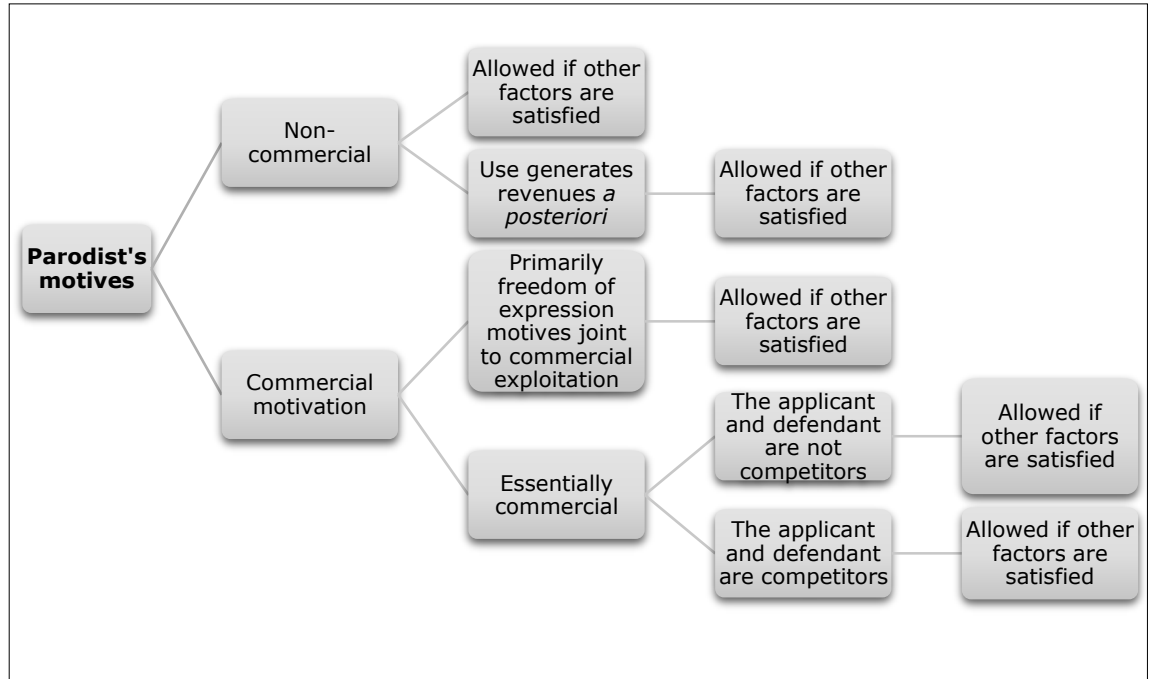 Parodist's
motives
Non-
commercial
Allowed if other
factors are
satisfied
Use generates
revenues a
posteriori
Allowed if other
factors are
satisfied
Commercial
motivation
Primarily
freedom of
expression
motives joint
to commercial
exploitation
Allowed if other
factors are
satisfied
Essentially
commercial
The applicant
and defendant
are not
competitors
Allowed if
other factors
are satisfied
The applicant
and defendant
are competitors
Allowed if other
factors are
satisfied